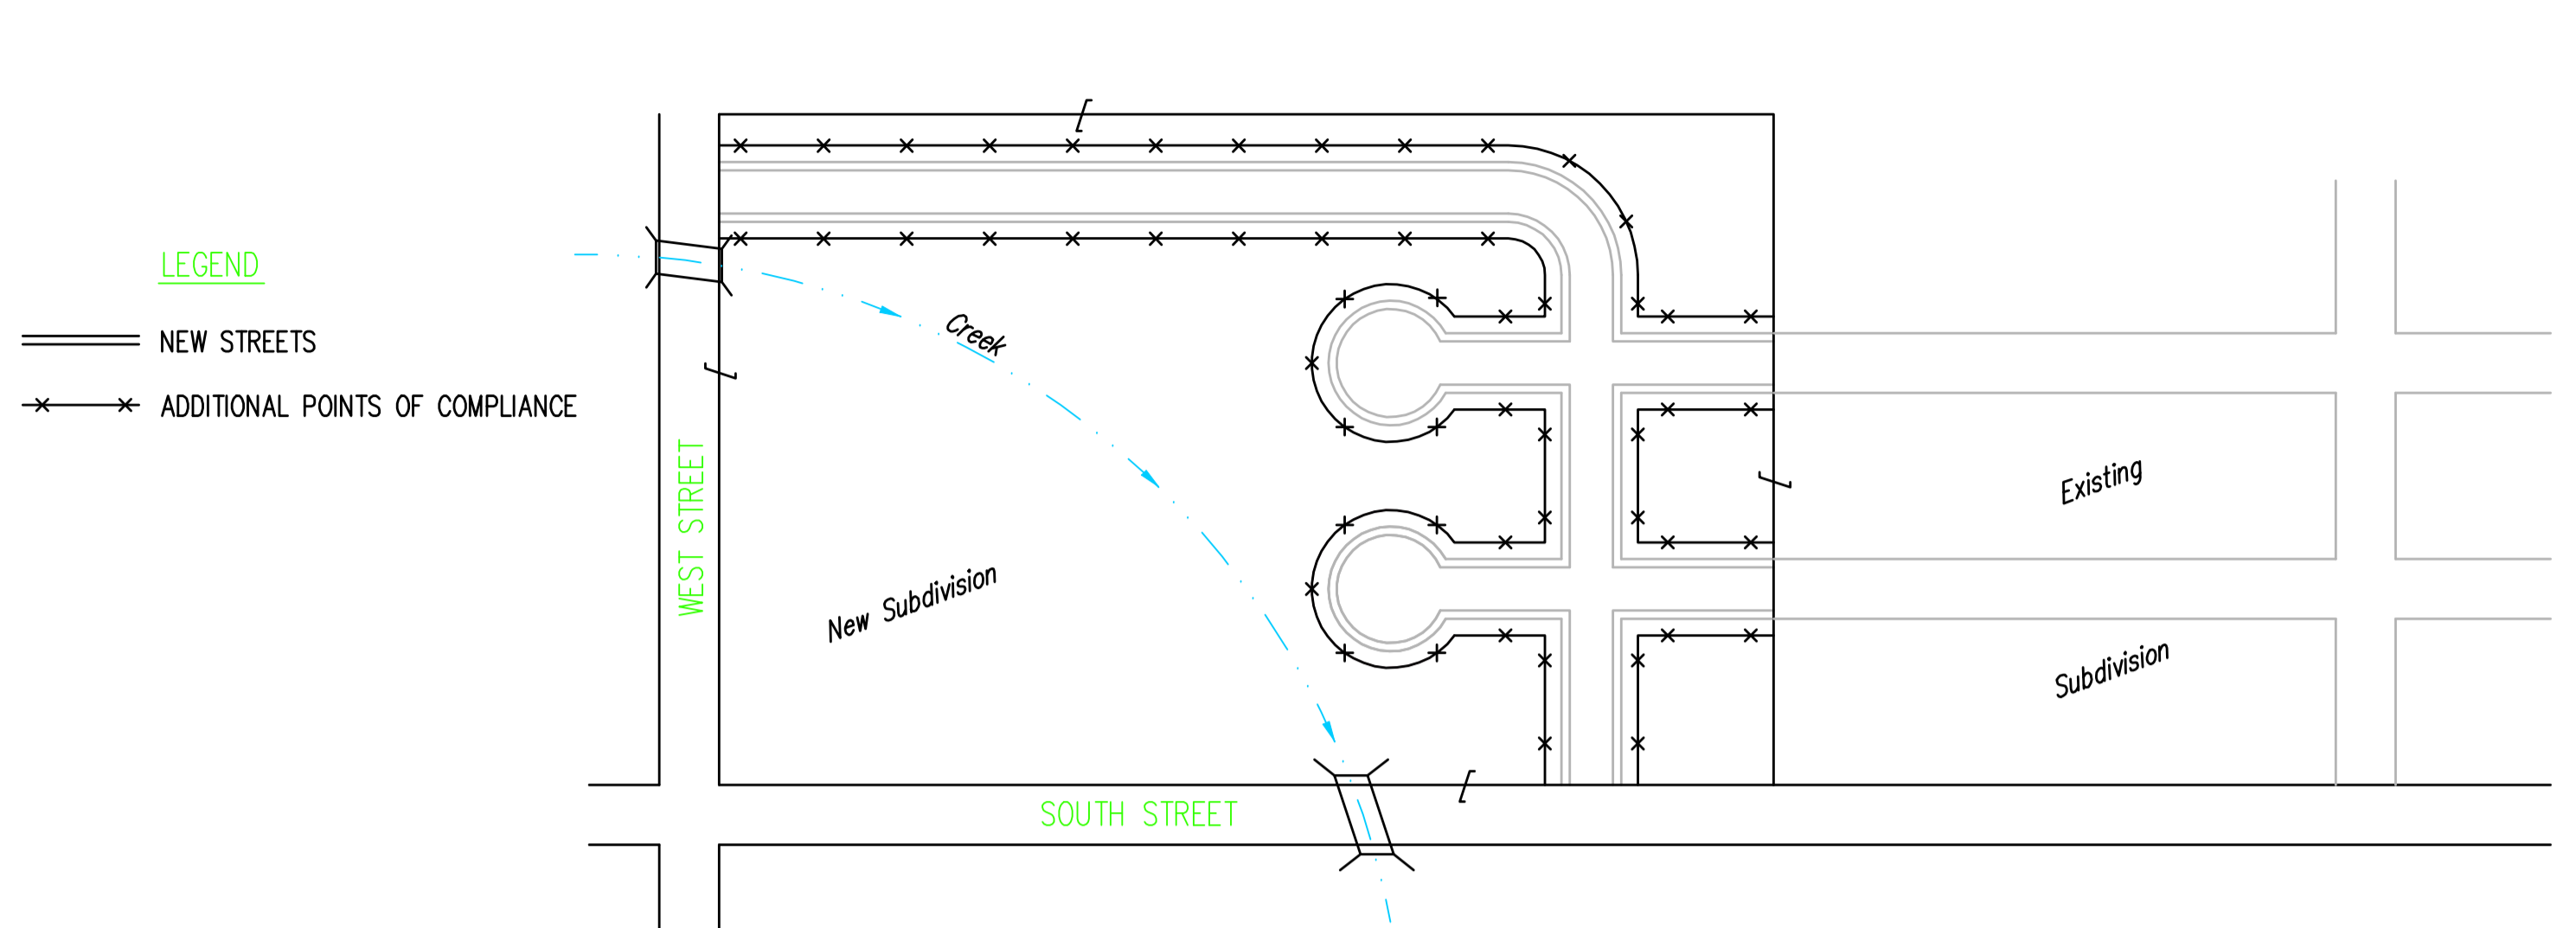 LEGEND
NEW STREETS
ADDITIONAL POINTS OF COMPLIANCE
WEST STREET
Creek
New Subdivision
SOUTH STREET
Existing
Subdivision